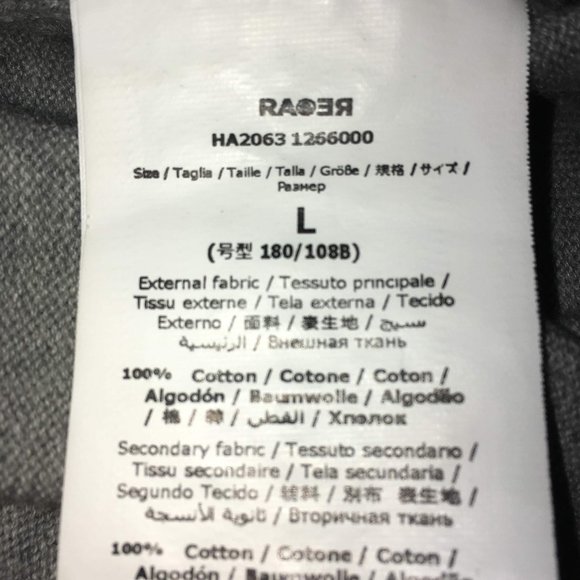 HA2063 1266000
Size / Taglia / Taille / Talla / Größe / 規格 / サイズ /
Размер
L
(号型 180/108B)
External fabric / Tessuto principale /
Tissu externe / Tela externa / Tecido
Externo / 面料 / 表生地 / نسيج
الرئيسية / Внешная ткань
100% Cotton / Cotone / Coton /
Algodón / Baumwolle / Algodão
/ 棉 / 綿 / القطن / Хлопок
Secondary fabric / Tessuto secondario /
Tissu secondaire / Tela secundaria /
Segundo Tecido / 转料 / 別布 表生地 /
ثانوية الأنسجة / Вторичная ткань
100% Cotton / Cotone / Coton /
Algodón / Baumwolle / Algodão